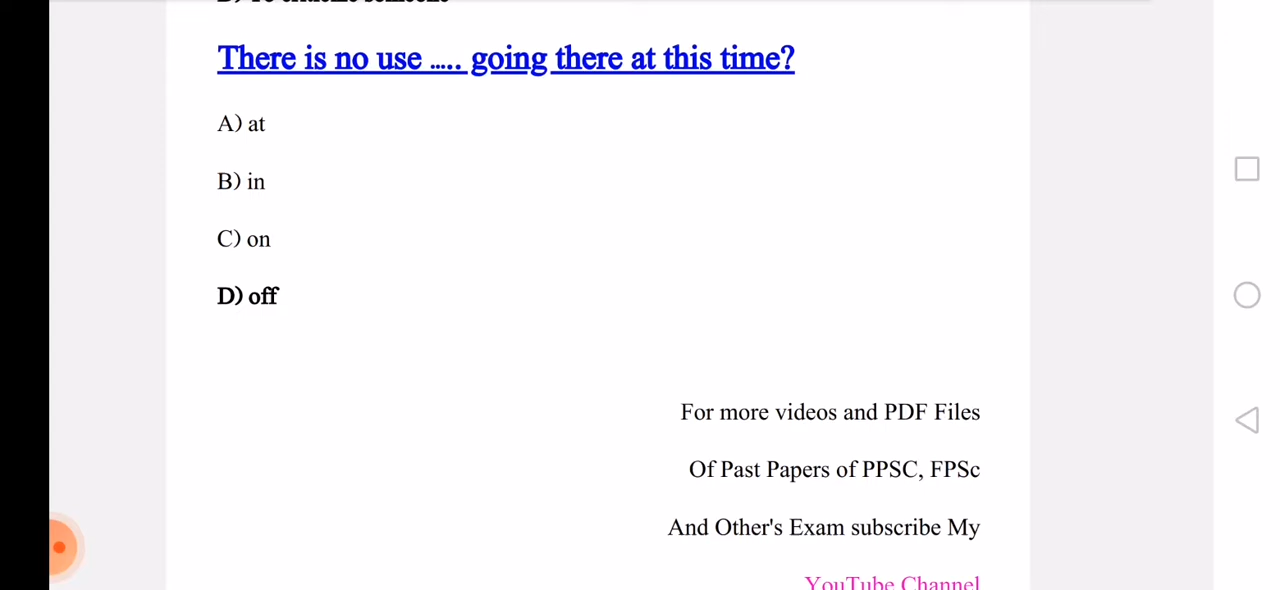 There is no use ..... going there at this time?
A) at
B) in
C) on
D) off
For more videos and PDF Files
Of Past Papers of PPSC, FPSc
And Other's Exam subscribe My
YouTube Channel